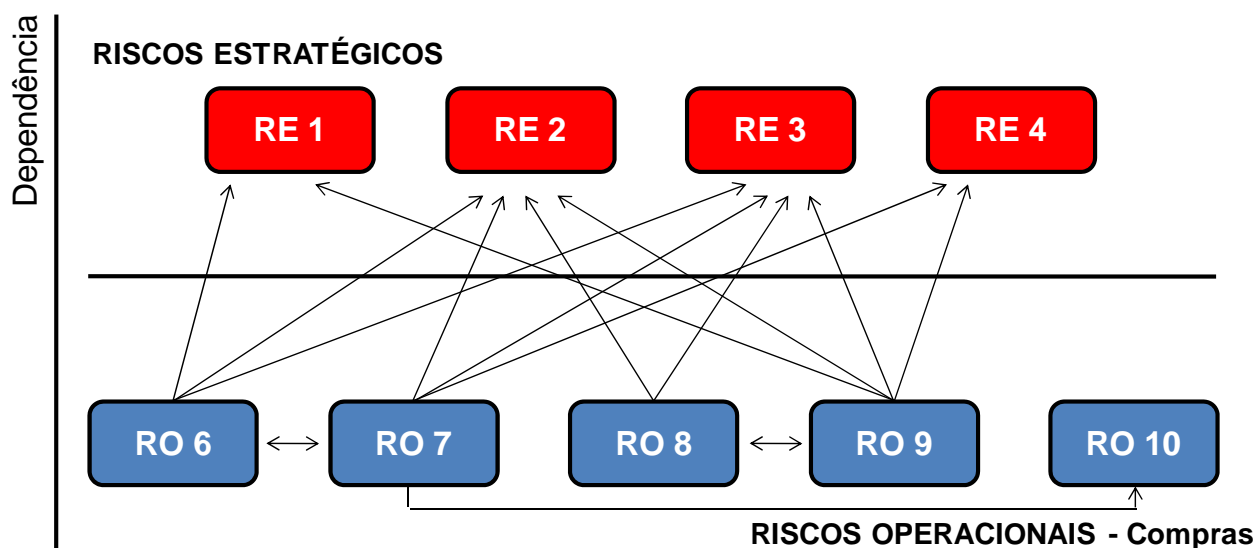 Dependência
RISCOS ESTRATÉGICOS
RE 1
RE 2
RE 3
RE 4
RO 6
RO 7
RO 8
RO 9
RO 10
RISCOS OPERACIONAIS - Compras